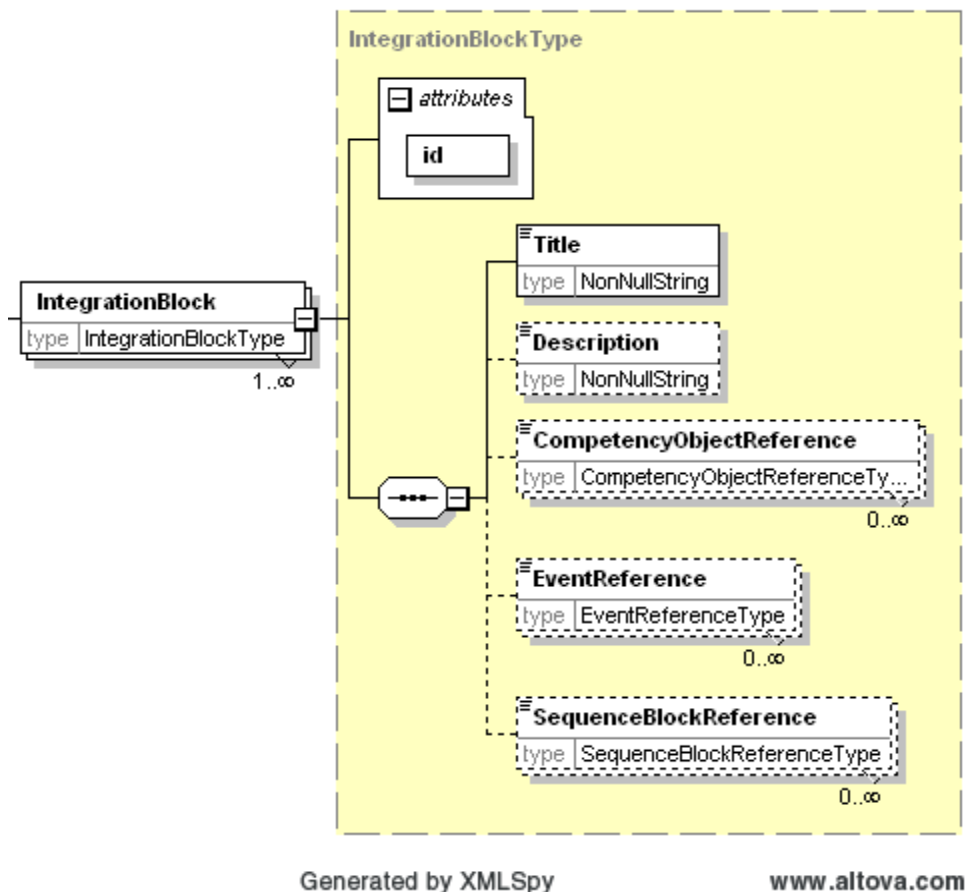 IntegrationBlockType
attributes
id
IntegrationBlock
type IntegrationBlockType
1..∞
Title
type NonNullString
Description
type NonNullString
CompetencyObjectReference
type CompetencyObjectReferenceTy...
0..∞
EventReference
type EventReferenceType
0..∞
SequenceBlockReference
type SequenceBlockReferenceType
0..∞
Generated by XMLSpy www.altova.com